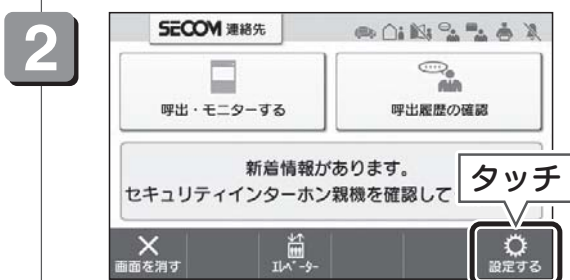 2
SECOM 連絡先
呼出・モニターする
呼出履歴の確認
新着情報があります。
セキュリティインターホン親機を確認して
タッチ
画面を消す
エレベーター
設定する